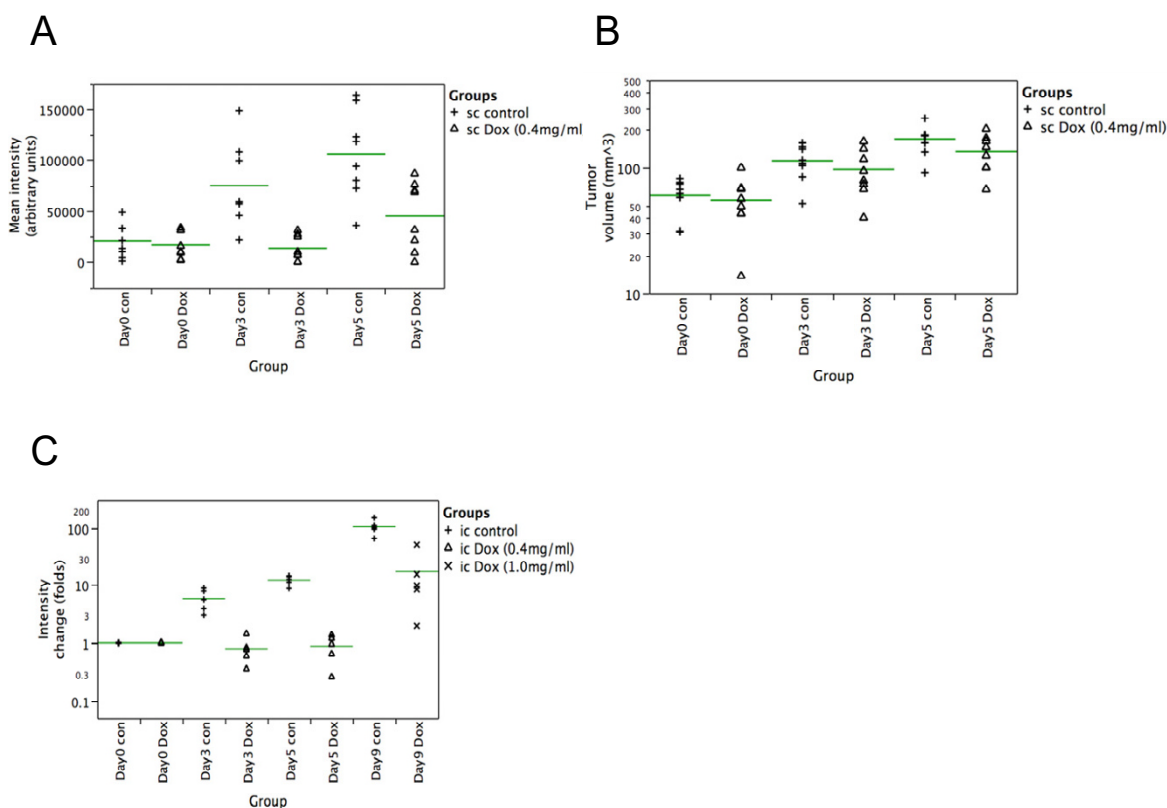 A
150000
100000
50000
0
Mean intensity
(arbitrary units)
Day0 con
Day0 Dox
Day3 con
Day3 Dox
Day5 con
Day5 Dox
Group
Groups
sc control
sc Dox (0.4mg/ml
B
500
400
300
200
100
50
40
30
20
10
Tumor
volume (mm^3)
Day0 con
Day0 Dox
Day3 con
Day3 Dox
Day5 con
Day5 Dox
Group
Groups
sc control
sc Dox (0.4mg/ml)
C
200
100
30
10
3
1
0.3
0.1
Intensity
change (folds)
Day0 con
Day0 Dox
Day3 con
Day3 Dox
Day5 con
Day5 Dox
Day9 con
Day9 Dox
Group
Groups
ic control
ic Dox (0.4mg/ml)
ic Dox (1.0mg/ml)